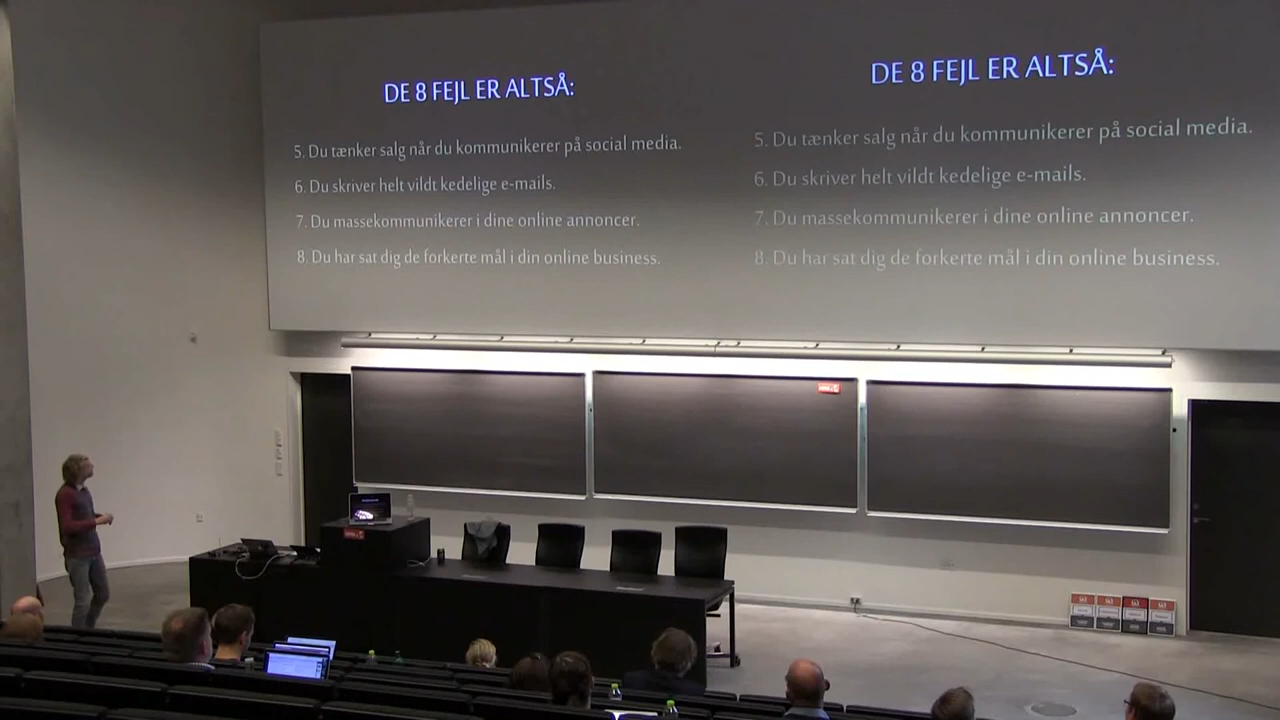 DE 8 FEJL ER ALTSÅ:
5. Du tænker salg når du kommunikerer på social media.
6. Du skriver helt vildt kedelige e-mails.
7. Du massekommunikerer i dine online annoncer.
8. Du har sat dig de forkerte mål i din online business.
DE 8 FEJL ER ALTSÅ:
5. Du tænker salg når du kommunikerer på social media.
6. Du skriver helt vildt kedelige e-mails.
7. Du massekommunikerer i dine online annoncer.
8. Du har sat dig de forkerte mål i din online business.